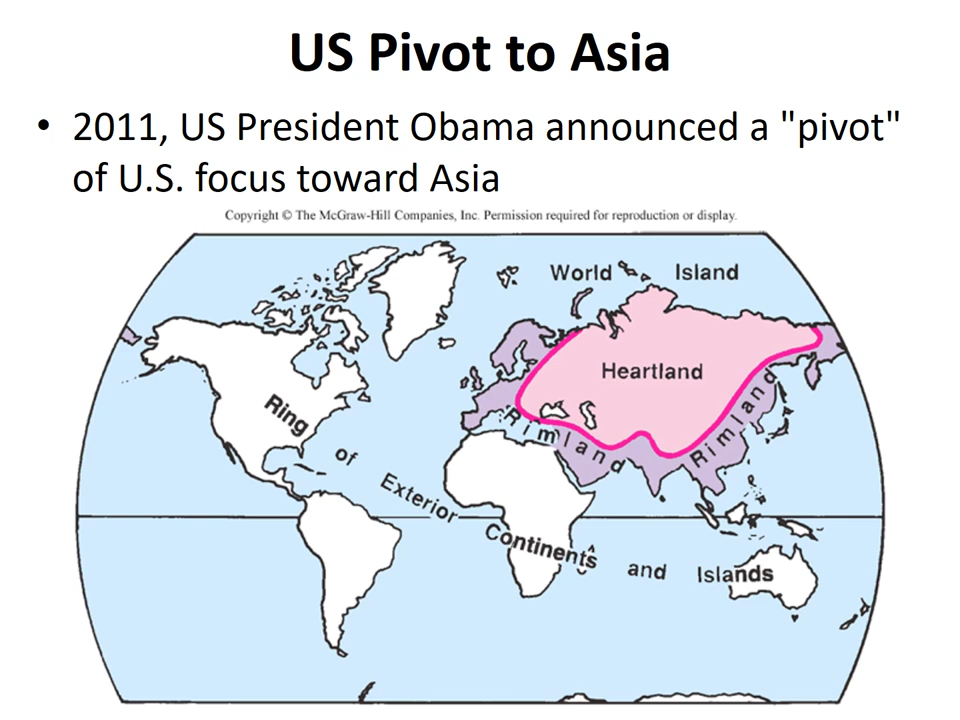 US Pivot to Asia
• 2011, US President Obama announced a "pivot"
of U.S. focus toward Asia
Copyright © The McGraw-Hill Companies, Inc. Permission required for reproduction or display.
World Island
Heartland
Rimland
Rimland
Ring of Exterior Continents and Islands